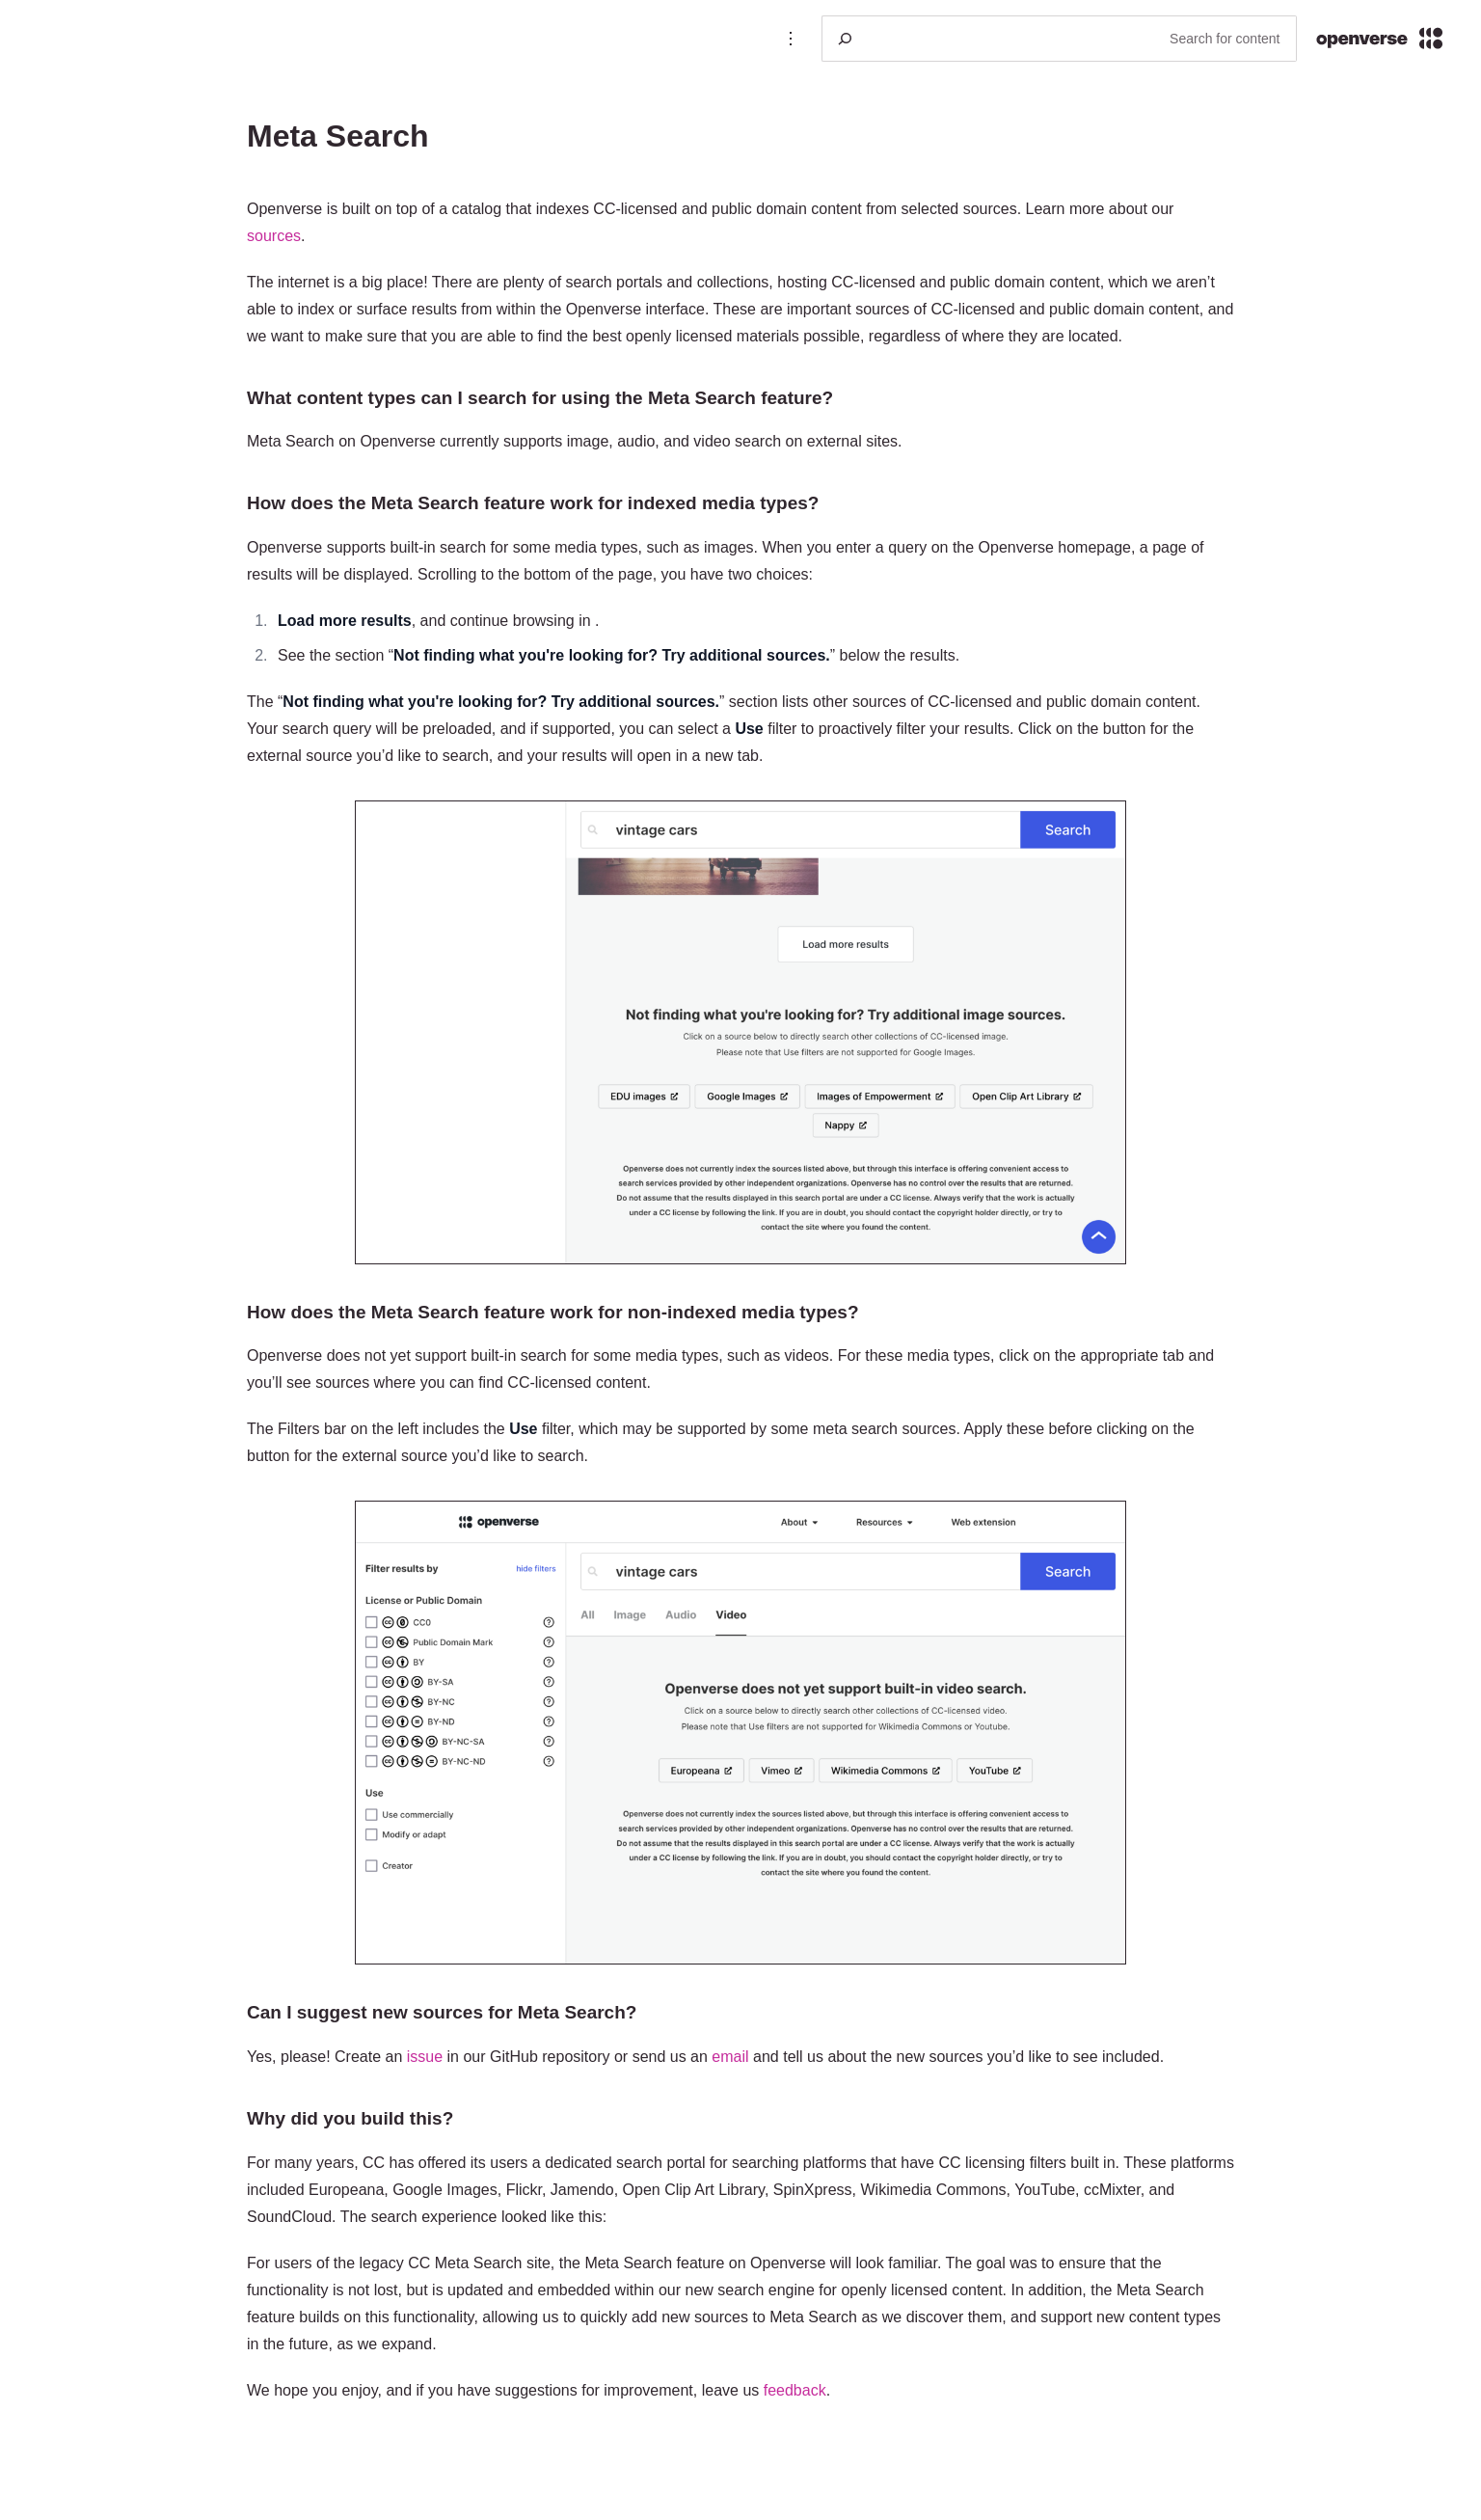 Search for content
openverse
Meta Search
Openverse is built on top of a catalog that indexes CC-licensed and public domain content from selected sources. Learn more about our
sources.
The internet is a big place! There are plenty of search portals and collections, hosting CC-licensed and public domain content, which we aren’t
able to index or surface results from within the Openverse interface. These are important sources of CC-licensed and public domain content, and
we want to make sure that you are able to find the best openly licensed materials possible, regardless of where they are located.
What content types can I search for using the Meta Search feature?
Meta Search on Openverse currently supports image, audio, and video search on external sites.
How does the Meta Search feature work for indexed media types?
Openverse supports built-in search for some media types, such as images. When you enter a query on the Openverse homepage, a page of
results will be displayed. Scrolling to the bottom of the page, you have two choices:
1. Load more results, and continue browsing in .
2. See the section “Not finding what you're looking for? Try additional sources.” below the results.
The “Not finding what you're looking for? Try additional sources.” section lists other sources of CC-licensed and public domain content.
Your search query will be preloaded, and if supported, you can select a Use filter to proactively filter your results. Click on the button for the
external source you’d like to search, and your results will open in a new tab.
vintage cars Search
Load more results
Not finding what you're looking for? Try additional image sources.
Click on a source below to directly search other collections of CC-licensed image.
Please note that Use filters are not supported for Google Images.
EDU images Google Images Images of Empowerment Open Clip Art Library
Nappy
Openverse does not currently index the sources listed above, but through this interface is offering convenient access to
search services provided by other independent organizations. Openverse has no control over the results that are returned.
Do not assume that the results displayed in this search portal are under a CC license. Always verify that the work is actually
under a CC license by following the link. If you are in doubt, you should contact the copyright holder directly, or try to
contact the site where you found the content.
How does the Meta Search feature work for non-indexed media types?
Openverse does not yet support built-in search for some media types, such as videos. For these media types, click on the appropriate tab and
you’ll see sources where you can find CC-licensed content.
The Filters bar on the left includes the Use filter, which may be supported by some meta search sources. Apply these before clicking on the
button for the external source you’d like to search.
openverse About Resources Web extension
Filter results by hide filters
License or Public Domain
CC0
Public Domain Mark
BY
BY-SA
BY-NC
BY-ND
BY-NC-SA
BY-NC-ND
Use
Use commercially
Modify or adapt
Creator
vintage cars Search
All Image Audio Video
Openverse does not yet support built-in video search.
Click on a source below to directly search other collections of CC-licensed video.
Please note that Use filters are not supported for Wikimedia Commons or Youtube.
Europeana Vimeo Wikimedia Commons YouTube
Openverse does not currently index the sources listed above, but through this interface is offering convenient access to
search services provided by other independent organizations. Openverse has no control over the results that are returned.
Do not assume that the results displayed in this search portal are under a CC license. Always verify that the work is actually
under a CC license by following the link. If you are in doubt, you should contact the copyright holder directly, or try to
contact the site where you found the content.
Can I suggest new sources for Meta Search?
Yes, please! Create an issue in our GitHub repository or send us an email and tell us about the new sources you’d like to see included.
Why did you build this?
For many years, CC has offered its users a dedicated search portal for searching platforms that have CC licensing filters built in. These platforms
included Europeana, Google Images, Flickr, Jamendo, Open Clip Art Library, SpinXpress, Wikimedia Commons, YouTube, ccMixter, and
SoundCloud. The search experience looked like this:
For users of the legacy CC Meta Search site, the Meta Search feature on Openverse will look familiar. The goal was to ensure that the
functionality is not lost, but is updated and embedded within our new search engine for openly licensed content. In addition, the Meta Search
feature builds on this functionality, allowing us to quickly add new sources to Meta Search as we discover them, and support new content types
in the future, as we expand.
We hope you enjoy, and if you have suggestions for improvement, leave us feedback.